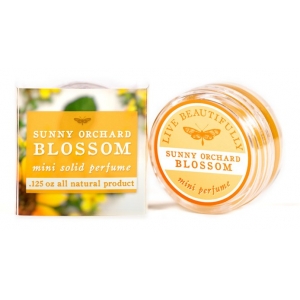 SUNNY ORCHARD
BLOSSOM
mini solid perfume
.125 oz all natural product
LIVE BEAUTIFULLY
SUNNY ORCHARD
BLOSSOM
mini perfume